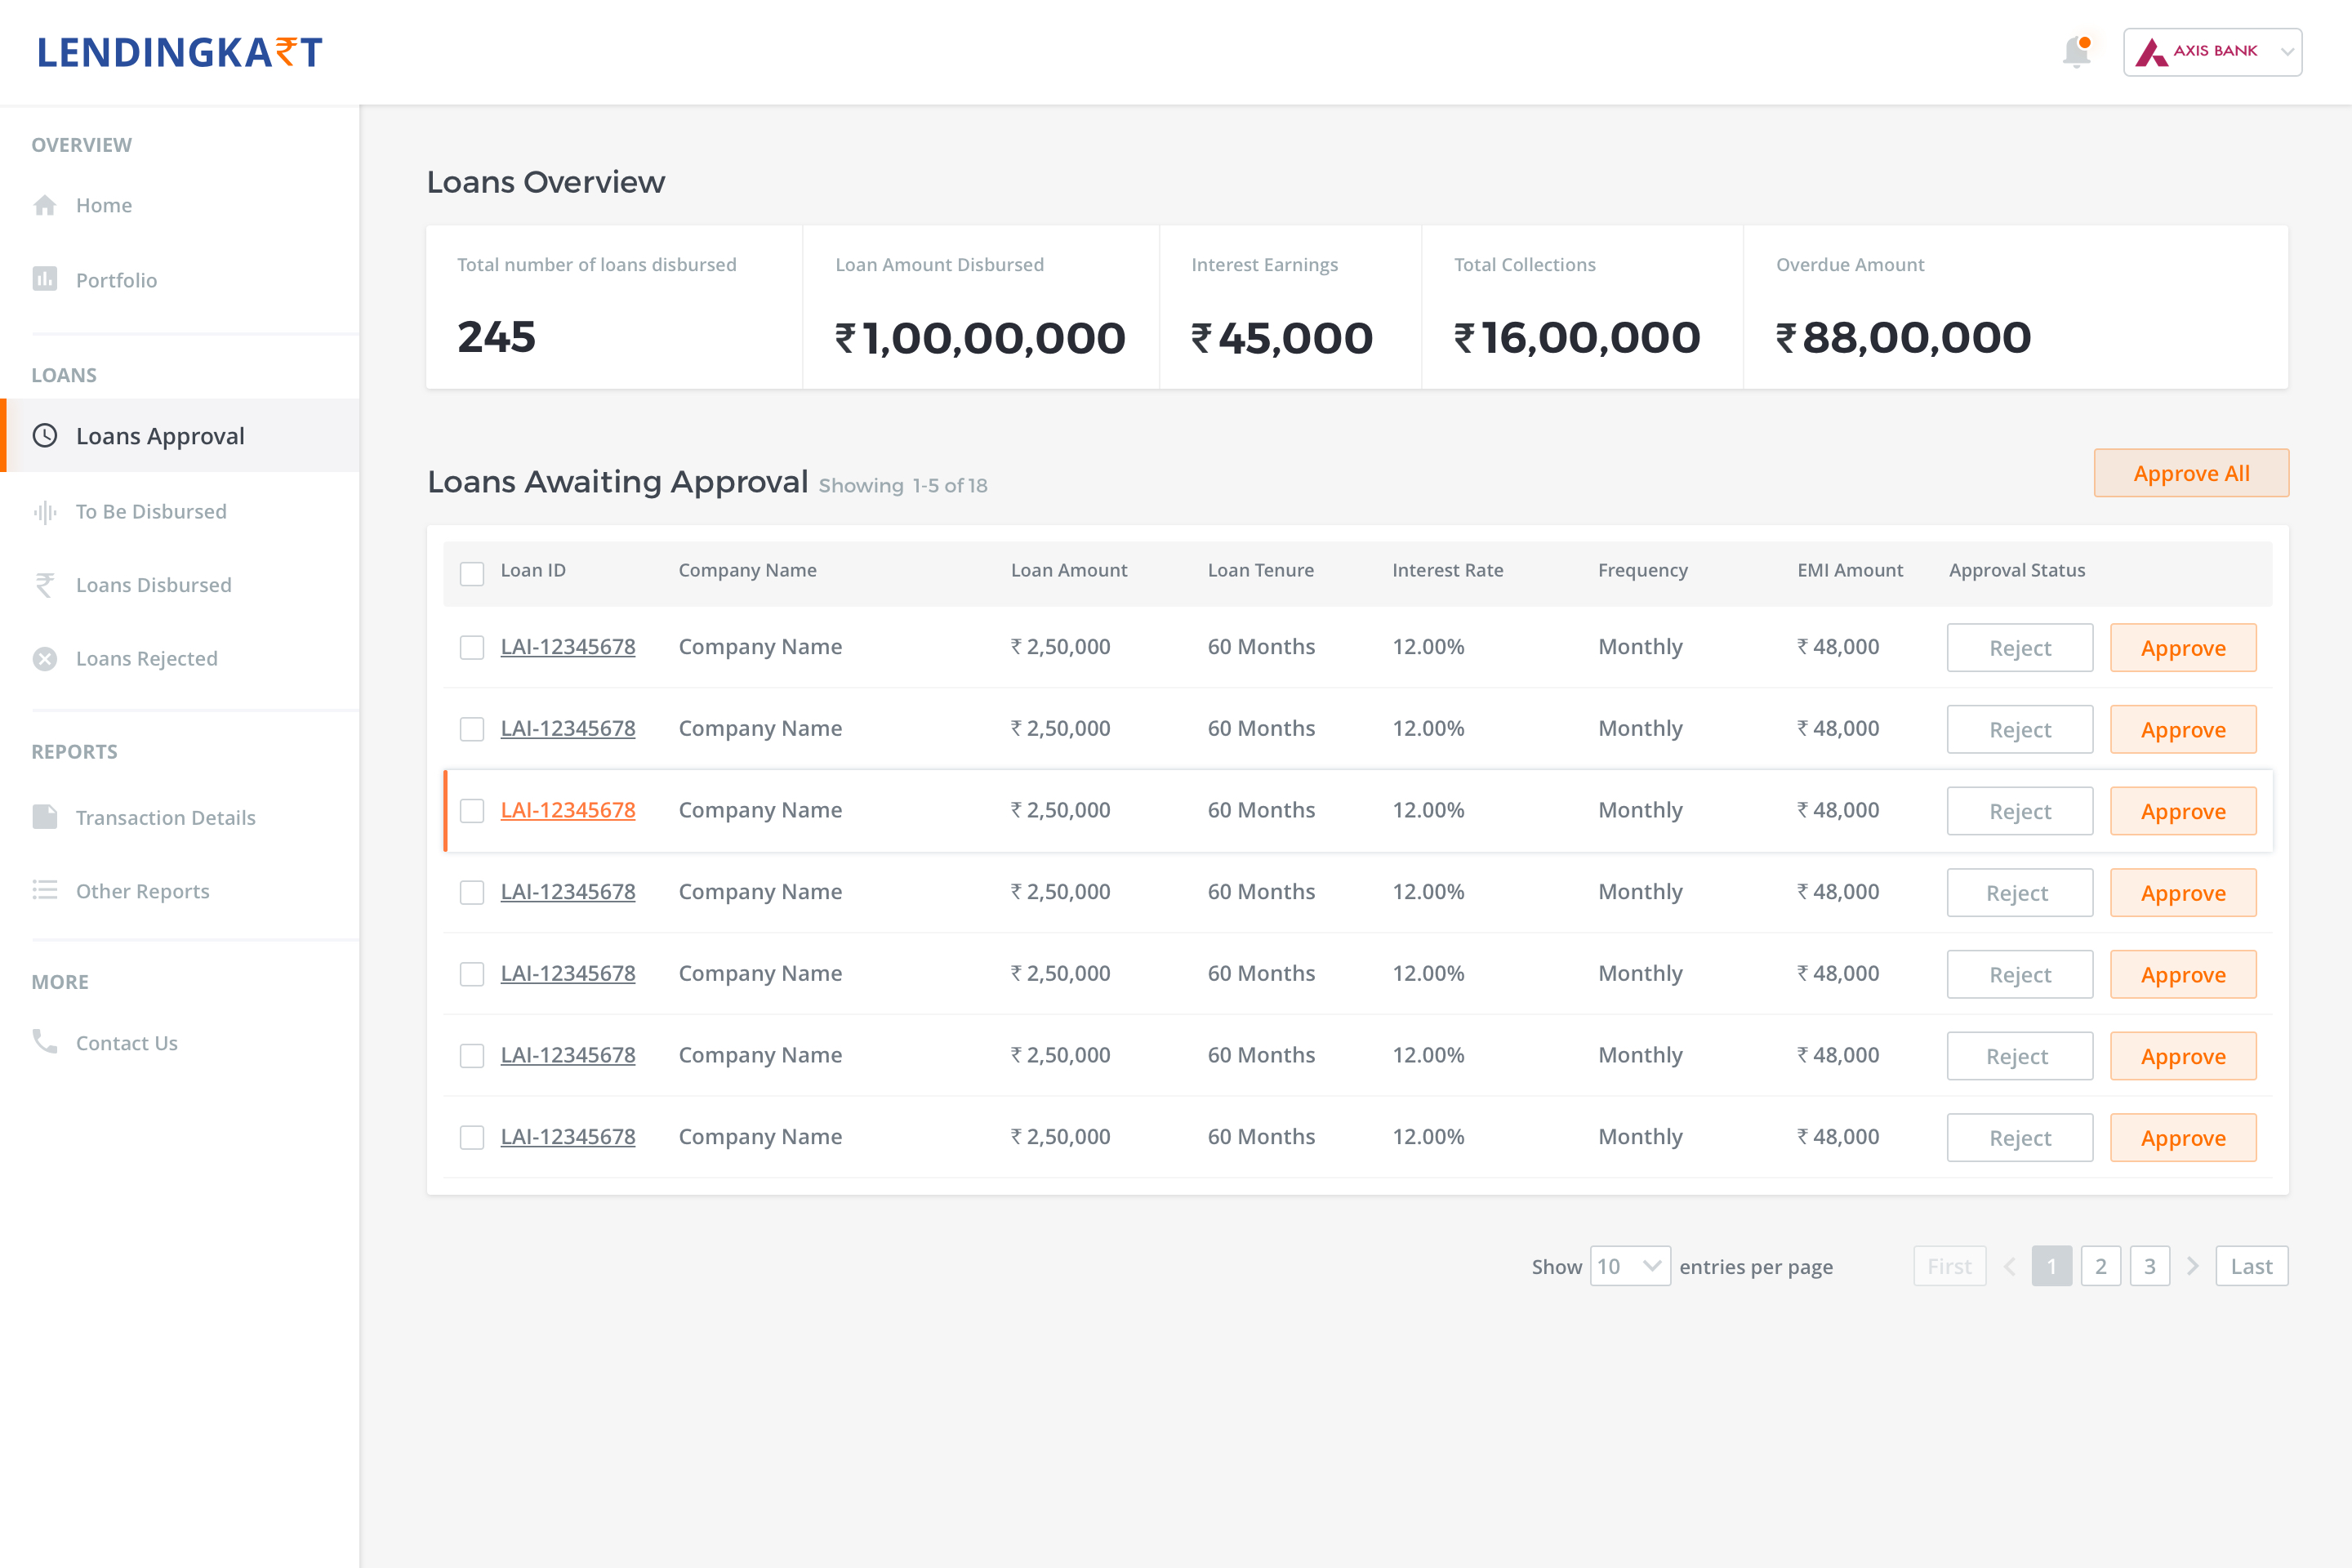 LENDINGKA₹T
AXIS BANK
OVERVIEW
Home
Portfolio
LOANS
Loans Approval
To Be Disbursed
Loans Disbursed
Loans Rejected
REPORTS
Transaction Details
Other Reports
MORE
Contact Us
Loans Overview
Total number of loans disbursed
245
Loan Amount Disbursed
₹1,00,00,000
Interest Earnings
₹45,000
Total Collections
₹16,00,000
Overdue Amount
₹88,00,000
Loans Awaiting Approval Showing 1-5 of 18
Approve All
Loan ID Company Name Loan Amount Loan Tenure Interest Rate Frequency EMI Amount Approval Status
LAI-12345678 Company Name ₹ 2,50,000 60 Months 12.00% Monthly ₹ 48,000 Reject Approve
LAI-12345678 Company Name ₹ 2,50,000 60 Months 12.00% Monthly ₹ 48,000 Reject Approve
LAI-12345678 Company Name ₹ 2,50,000 60 Months 12.00% Monthly ₹ 48,000 Reject Approve
LAI-12345678 Company Name ₹ 2,50,000 60 Months 12.00% Monthly ₹ 48,000 Reject Approve
LAI-12345678 Company Name ₹ 2,50,000 60 Months 12.00% Monthly ₹ 48,000 Reject Approve
LAI-12345678 Company Name ₹ 2,50,000 60 Months 12.00% Monthly ₹ 48,000 Reject Approve
LAI-12345678 Company Name ₹ 2,50,000 60 Months 12.00% Monthly ₹ 48,000 Reject Approve
Show 10 entries per page First 1 2 3 Last